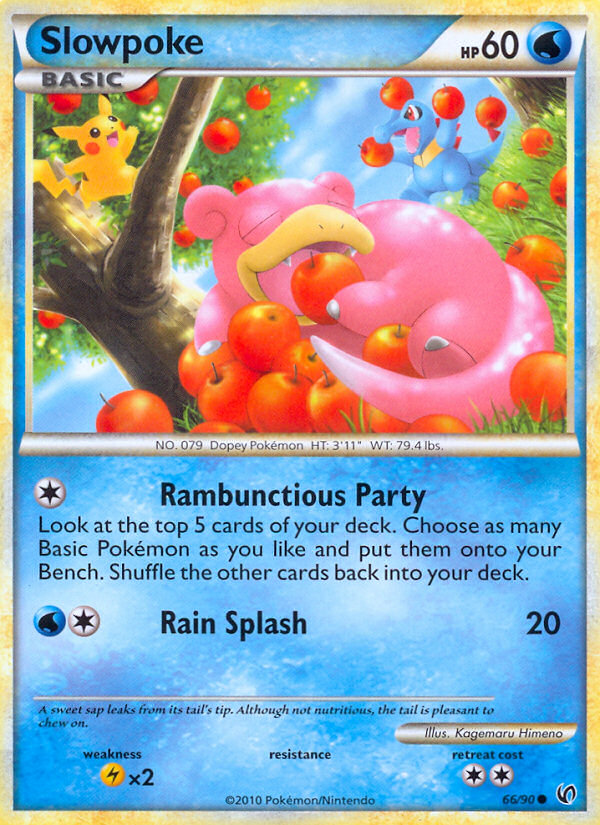 Slowpoke
HP 60
BASIC
NO. 079 Dopey Pokémon HT: 3'11" WT: 79.4 lbs.
Rambunctious Party
Look at the top 5 cards of your deck. Choose as many
Basic Pokémon as you like and put them onto your
Bench. Shuffle the other cards back into your deck.
Rain Splash 20
A sweet sap leaks from its tail's tip. Although not nutritious, the tail is pleasant to
chew on.
Illus. Kagemaru Himeno
weakness resistance retreat cost
×2
©2010 Pokémon/Nintendo 66/90